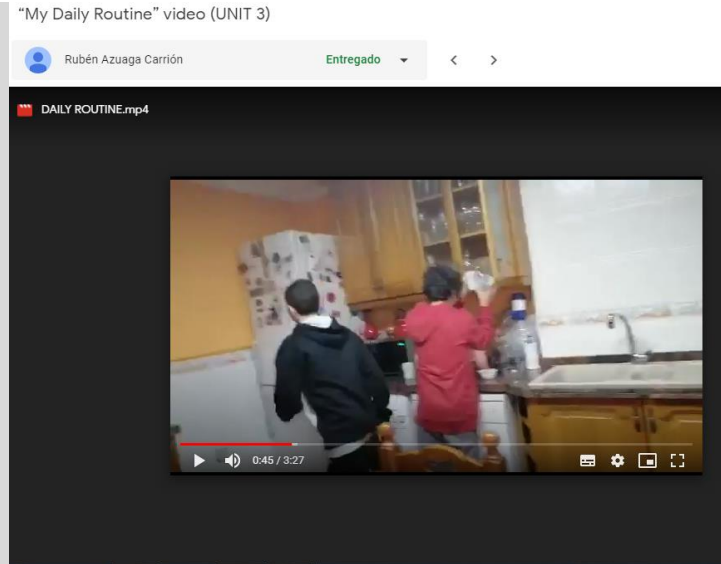 “My Daily Routine” video (UNIT 3)
Rubén Azuaga Carrión Entregado
DAILY ROUTINE.mp4
0:45 / 3:27